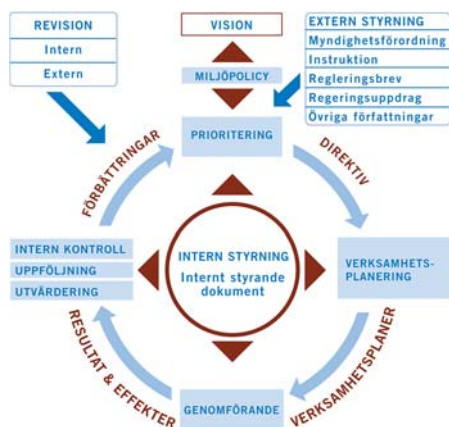 REVISION
Intern
Extern
VISION
MILJÖPOLICY
EXTERN STYRNING
Myndighetsförordning
Instruktion
Regleringsbrev
Regeringsuppdrag
Övriga författningar
PRIORITERING
FÖRBÄTTRINGAR
DIREKTIV
INTERN KONTROLL
UPPFÖLJNING
UTVÄRDERING
INTERN STYRNING
Internt styrande
dokument
VERKSAMHETS-
PLANERING
RESULTAT & EFFEKTER
VERKSAMHETSPLANER
GENOMFÖRANDE